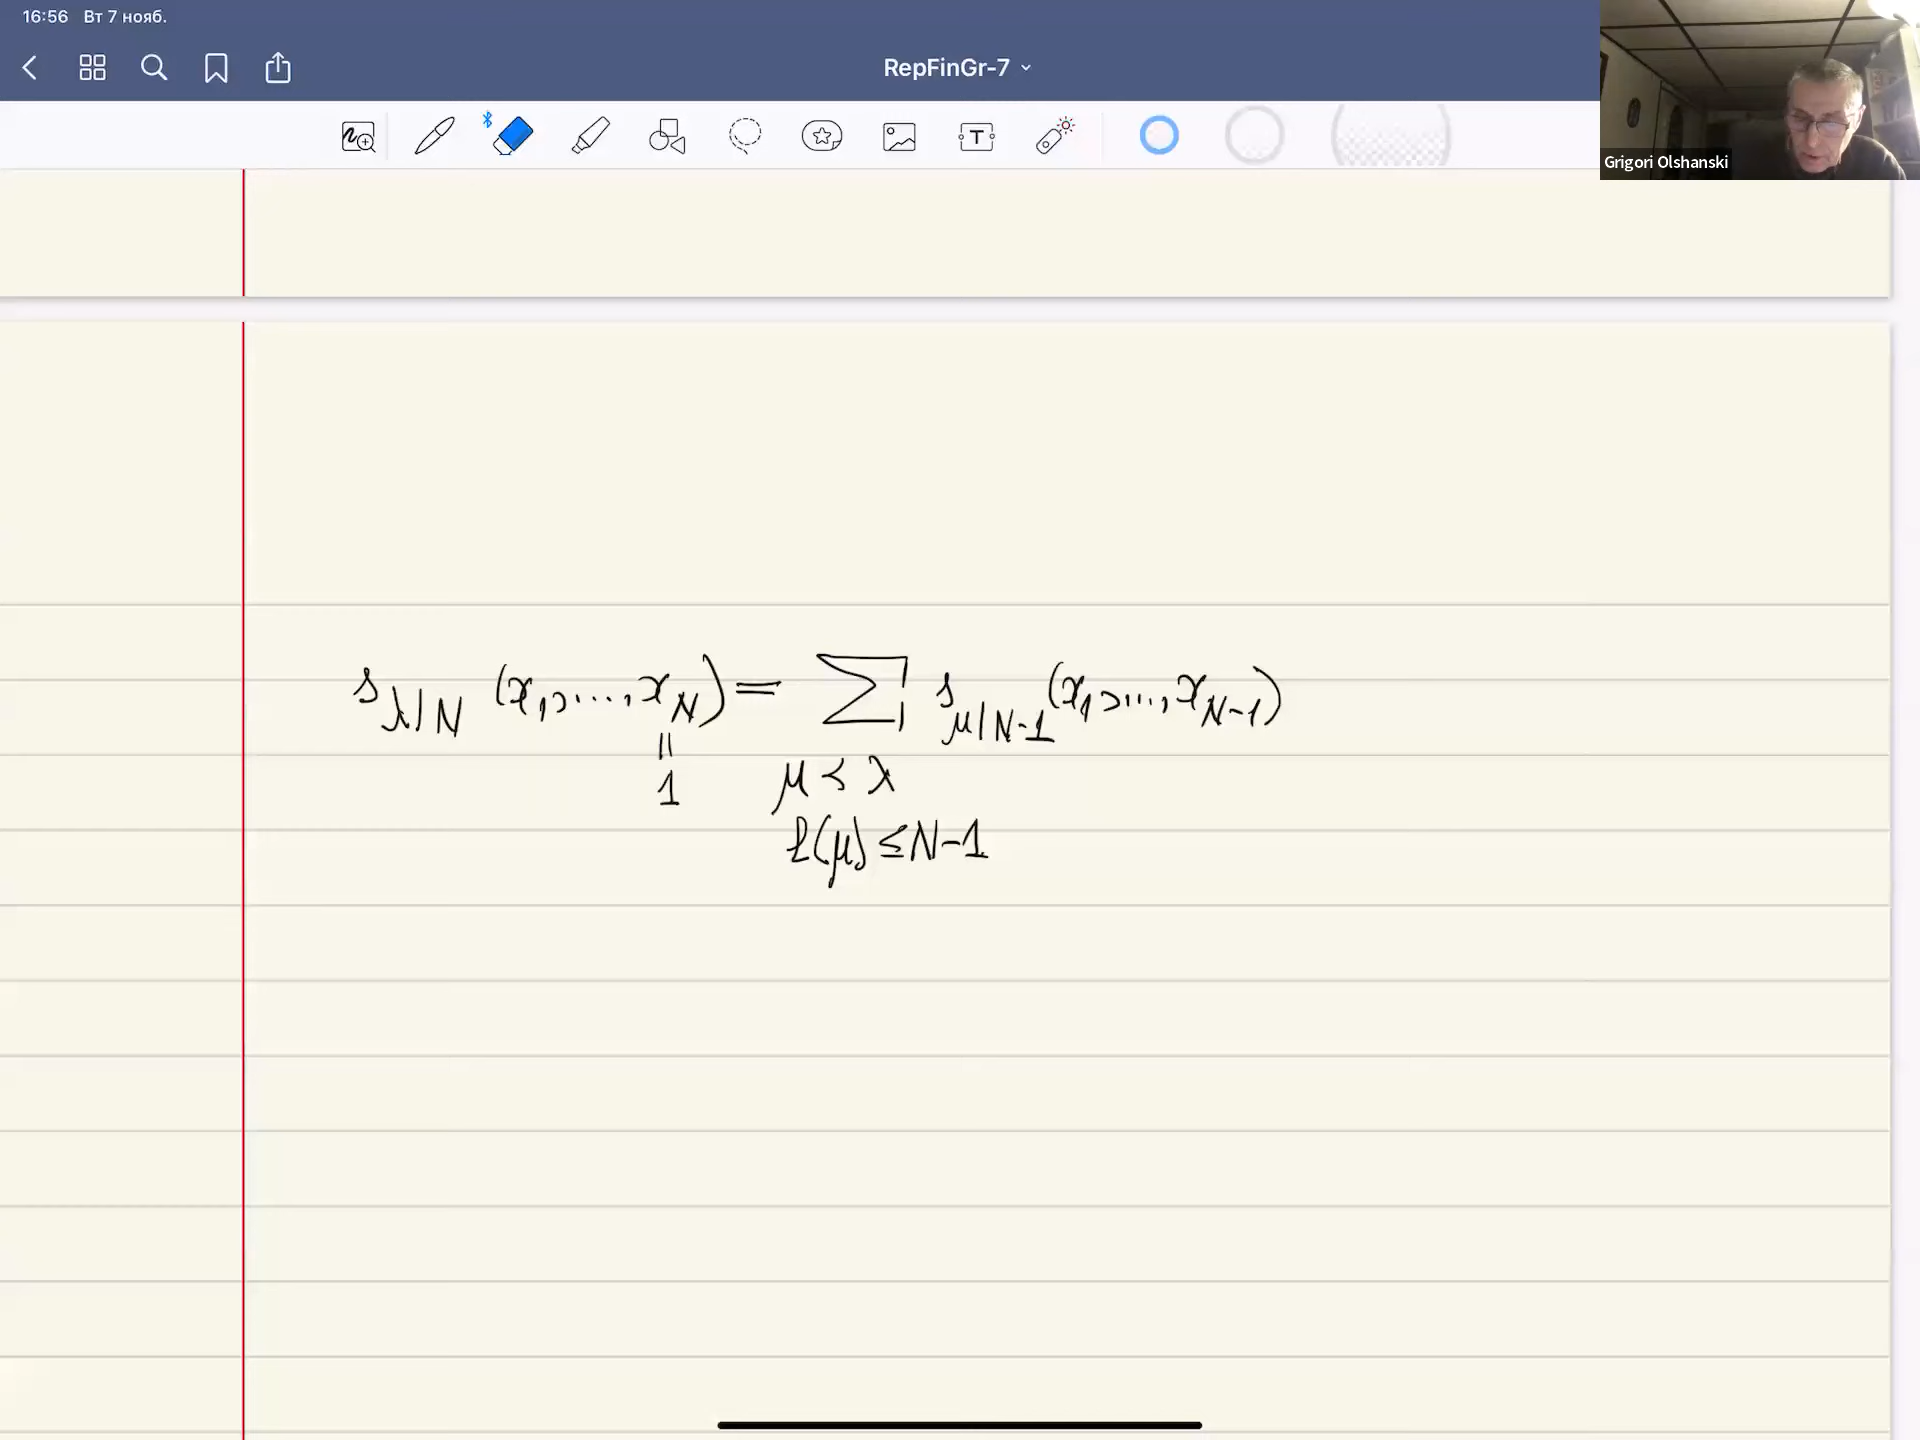 16:56 Вт 7 нояб.
RepFinGr-7
Grigori Olshanski
s_{λ|N} (x_1, ..., x_N) = Σ s_{μ|N-1} (x_1, ..., x_{N-1})
‖
1 μ ≺ λ
ℓ(μ) ≤ N-1